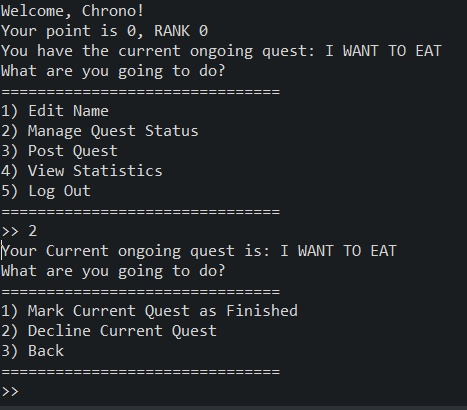 Welcome, Chrono!
Your point is 0, RANK 0
You have the current ongoing quest: I WANT TO EAT
What are you going to do?
==============================
1) Edit Name
2) Manage Quest Status
3) Post Quest
4) View Statistics
5) Log Out
==============================
>> 2
Your Current ongoing quest is: I WANT TO EAT
What are you going to do?
==============================
1) Mark Current Quest as Finished
2) Decline Current Quest
3) Back
==============================
>>